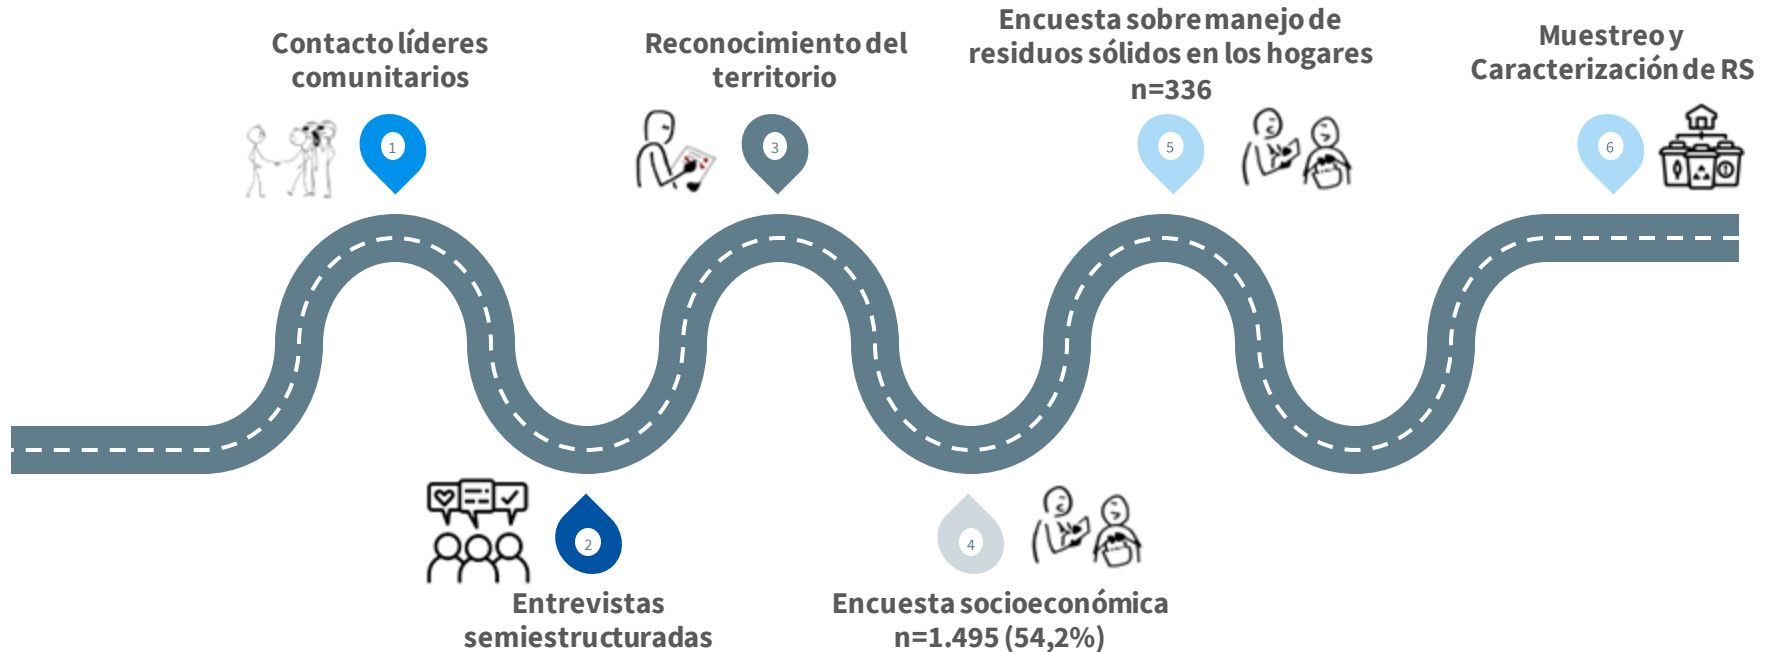 Contacto líderes
comunitarios
1
Entrevistas
semiestructuradas
2
Reconocimiento del
territorio
3
Encuesta socioeconómica
n=1.495 (54,2%)
4
Encuesta sobre manejo de
residuos sólidos en los hogares
n=336
5
Muestreo y
Caracterización de RS
6